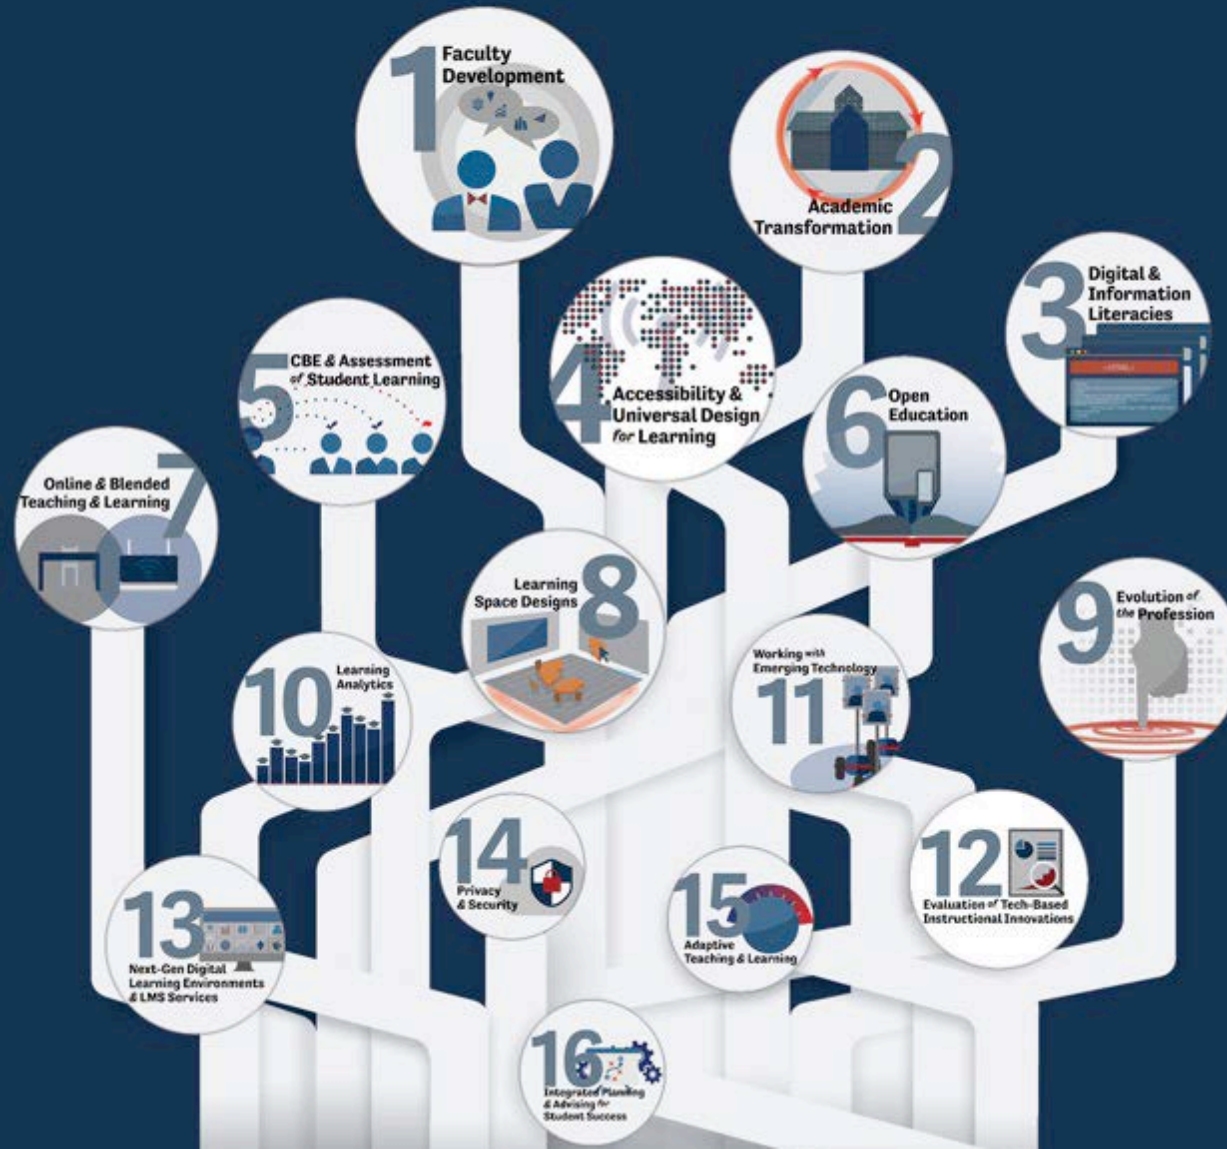 1
Faculty
Development
2
Academic
Transformation
3
Digital &
Information
Literacies
4
Accessibility &
Universal Design
for Learning
5
CBE & Assessment
of Student Learning
6
Open
Education
7
Online & Blended
Teaching & Learning
8
Learning
Space Designs
9
Evolution of
the Profession
10
Learning
Analytics
11
Working with
Emerging Technology
12
Evaluation of Tech-Based
Instructional Innovations
13
Next-Gen Digital
Learning Environments
& LMS Services
14
Privacy
& Security
15
Adaptive
Teaching & Learning
16
Integrated Planning
& Advising for
Student Success